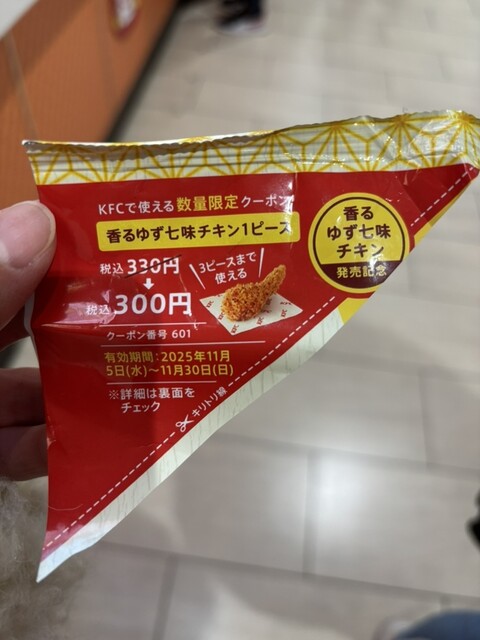 KFCで使える数量限定クーポン
香るゆず七味チキン1ピース
税込 330円
税込 300円
3ピースまで
使える
クーポン番号 601
有効期間:2025年11月
5日(水)〜11月30日(日)
※詳細は裏面を
チェック
キリトリ線
香る
ゆず七味
チキン
発売記念